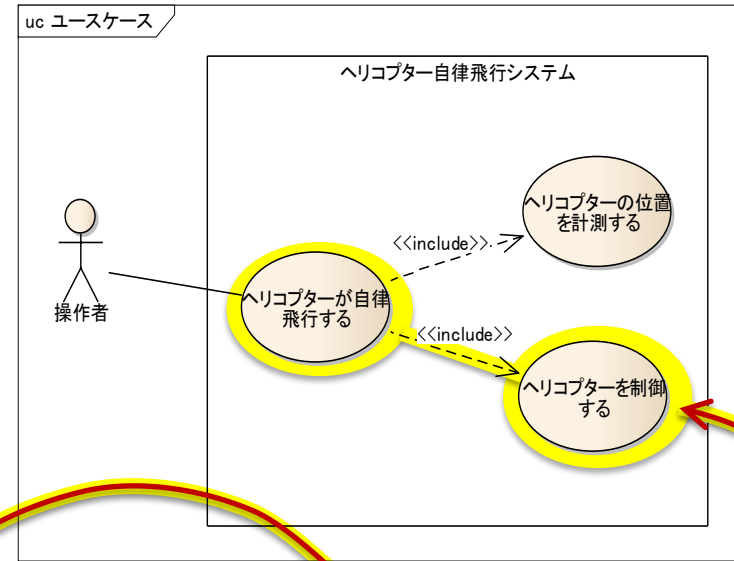 uc ユースケース
ヘリコプター自律飛行システム
ヘリコプターの位置
を計測する
<<include>>
操作者
ヘリコプターが自律
飛行する
<<include>>
ヘリコプターを制御
する